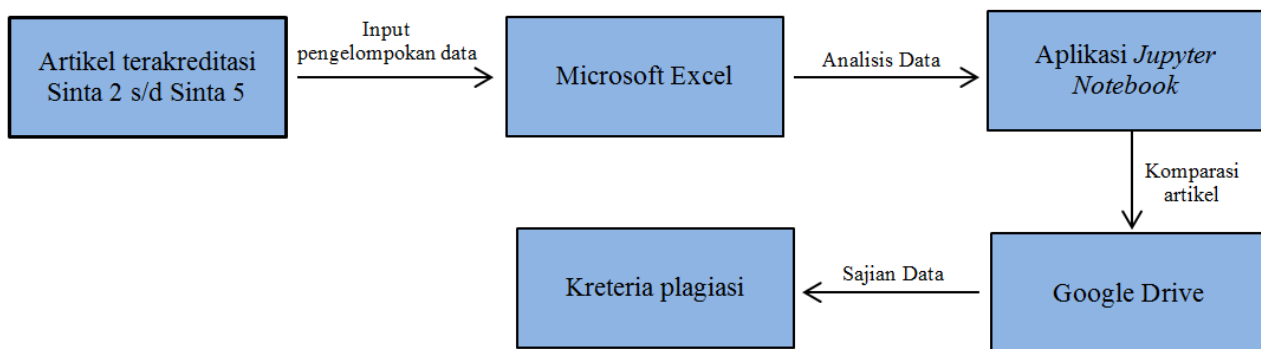 Input
pengelompokan data
Artikel terakreditasi
Sinta 2 s/d Sinta 5
Microsoft Excel
Analisis Data
Aplikasi Jupyter
Notebook
Komparasi
artikel
Google Drive
Sajian Data
Kreteria plagiasi